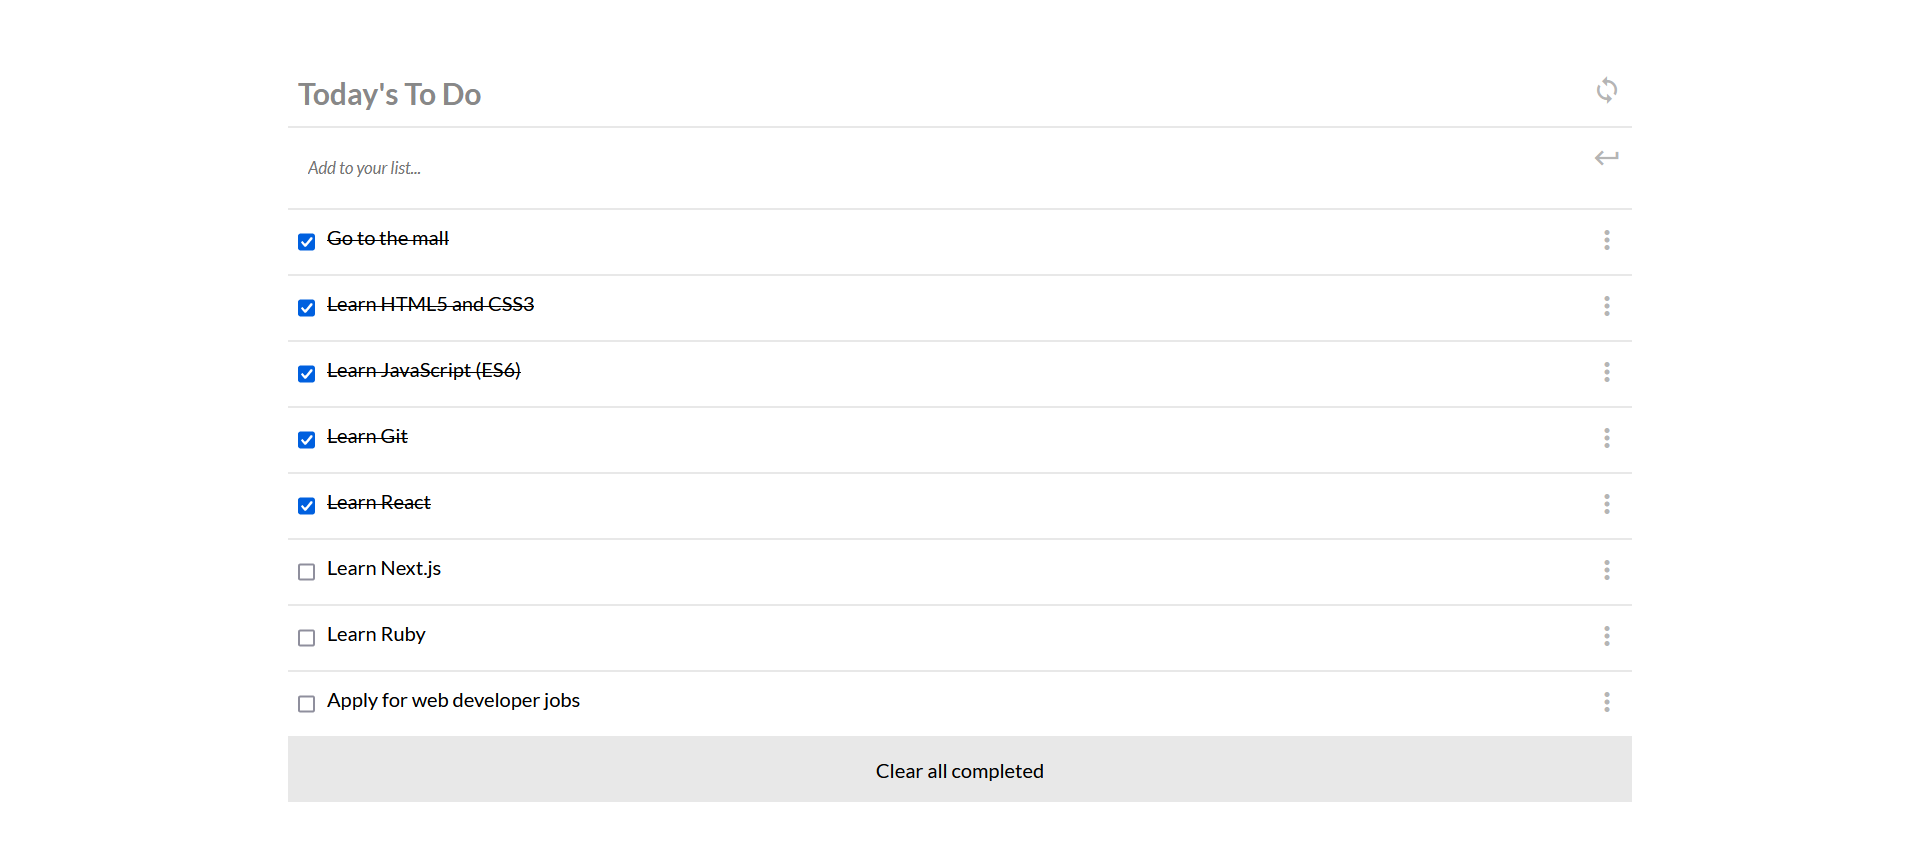 Today's To Do
Add to your list...
Go to the mall
Learn HTML5 and CSS3
Learn JavaScript (ES6)
Learn Git
Learn React
Learn Next.js
Learn Ruby
Apply for web developer jobs
Clear all completed